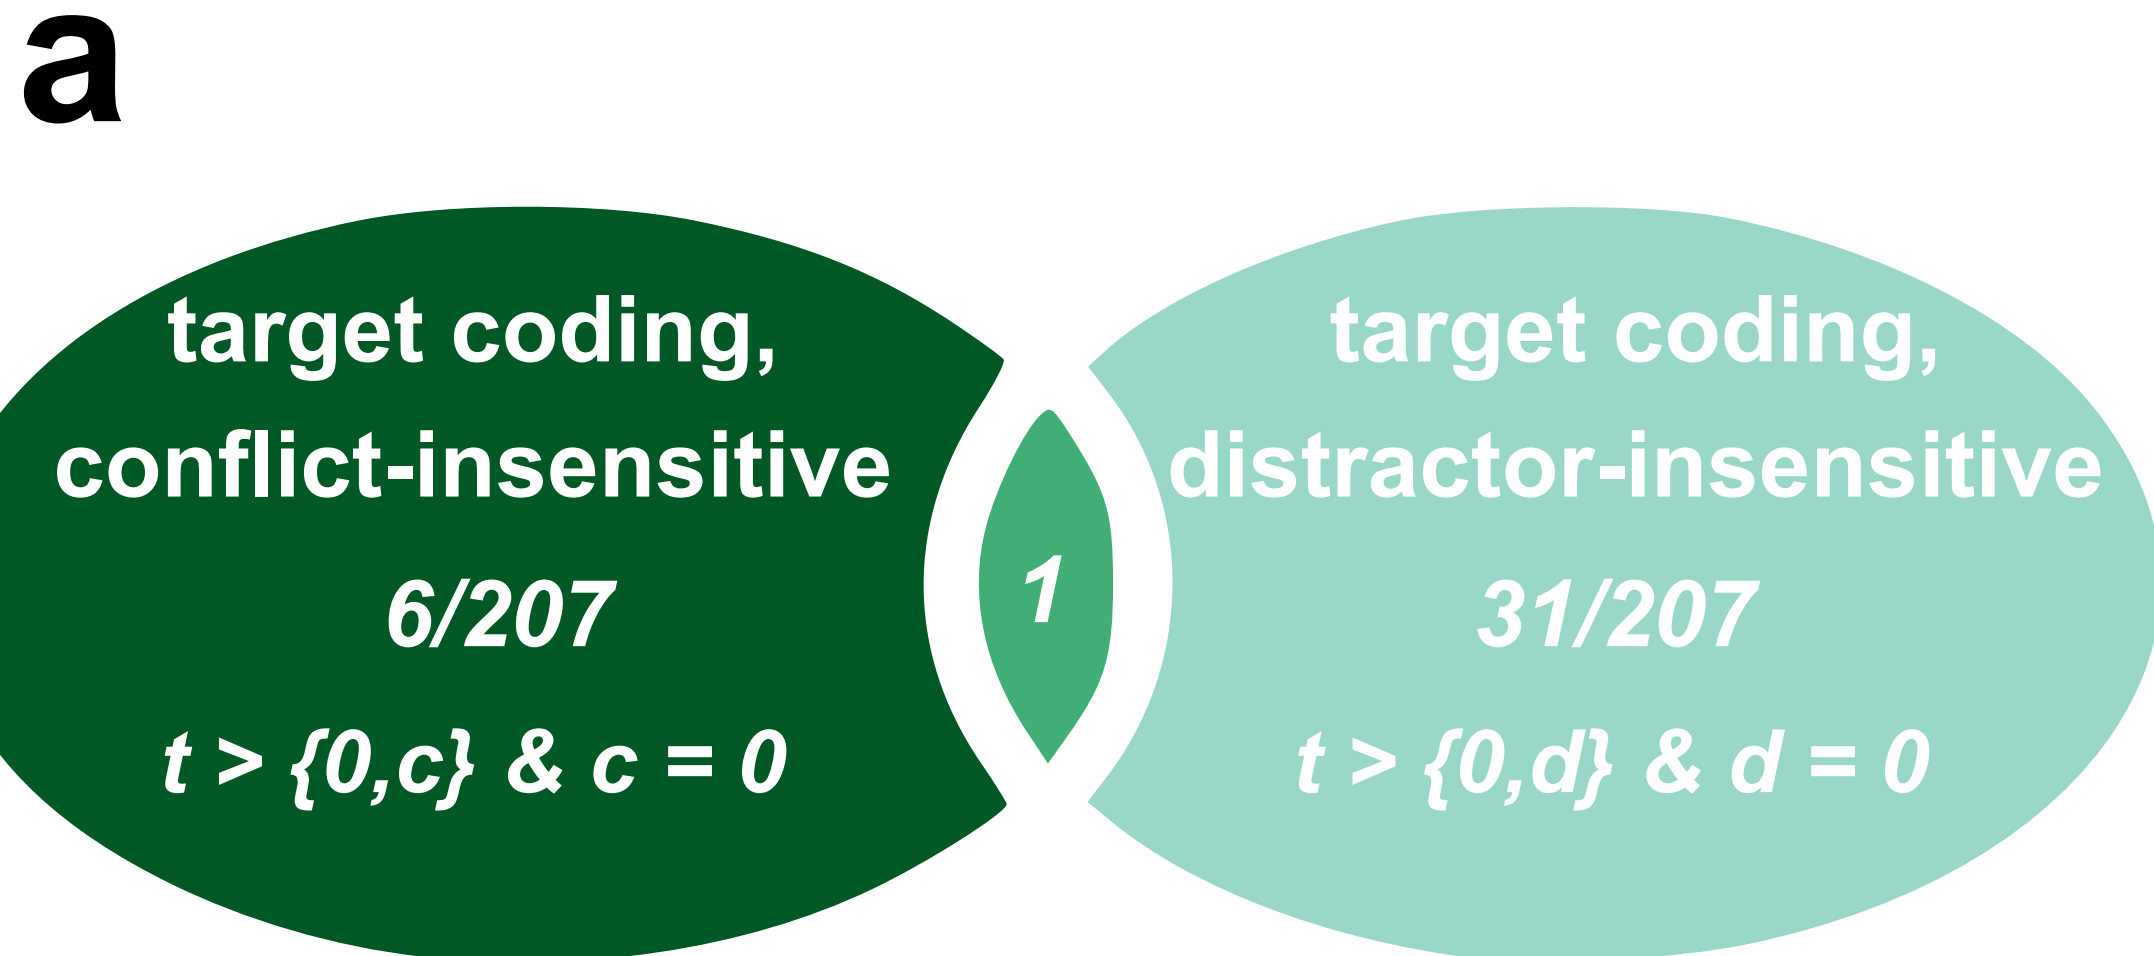 a
target coding,
conflict-insensitive
6/207
t > {0,c} & c = 0
1
target coding,
distractor-insensitive
31/207
t > {0,d} & d = 0